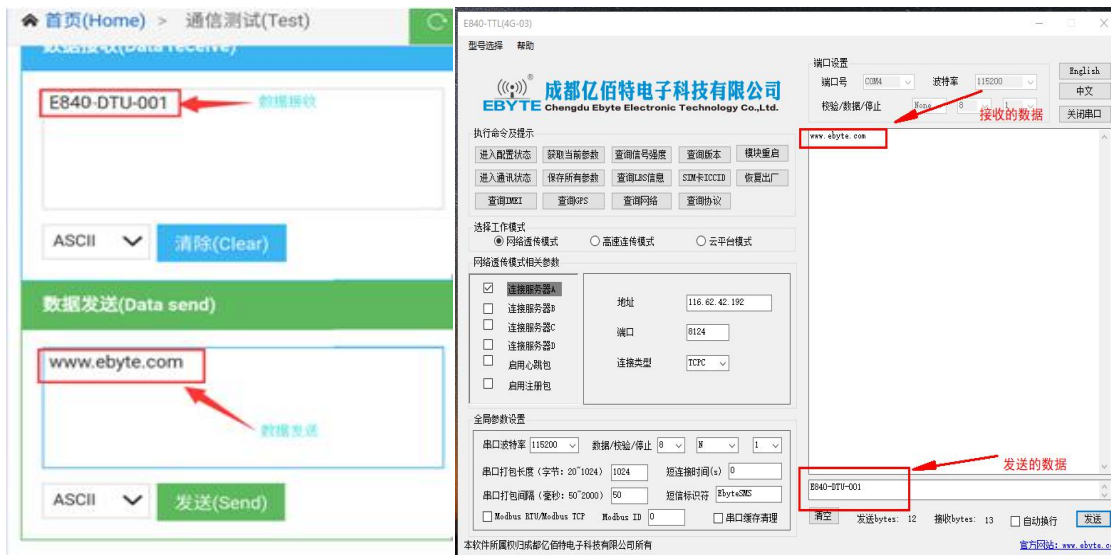 首页(Home) > 通信测试(Test)
数据接收(Data receive)
E840-DTU-001
数据接收
ASCII
清除(Clear)
数据发送(Data send)
www.ebyte.com
数据发送
ASCII
发送(Send)
E840-TTL(4G-03)
型号选择 帮助
EBYTE
®
成都亿佰特电子科技有限公司
Chengdu Ebyte Electronic Technology Co.,Ltd.
执行命令及提示
进入配置状态 获取当前参数 查询信号强度 查询版本 模块重启
进入通讯状态 保存所有参数 查询LBS信息 SIM卡ICCID 恢复出厂
查询IMEI 查询GPS 查询网络 查询协议
选择工作模式
网络透传模式 高速连传模式 云平台模式
网络透传模式相关参数
连接服务器A
连接服务器B
连接服务器C
连接服务器D
启用心跳包
启用注册包
地址 116.62.42.192
端口 8124
连接类型 TCPC
全局参数设置
串口波特率 115200 数据/校验/停止 8 N 1
串口打包长度 (字节: 20~1024) 1024 短连接时间(s) 0
串口打包间隔 (毫秒: 50~2000) 50 短信标识符 EbyteSMS
Modbus RTU/Modbus TCP Modbus ID 0 串口缓存清理
本软件所属权归成都亿佰特电子科技有限公司所有
端口设置
端口号 COM4 波特率 115200
校验/数据/停止 None 8 1
English
中文
关闭串口
接收的数据
www.ebyte.com
发送的数据
E840-DTU-001
清空 发送bytes: 12 接收bytes: 13 自动换行 发送
官方网站: www.ebyte.co